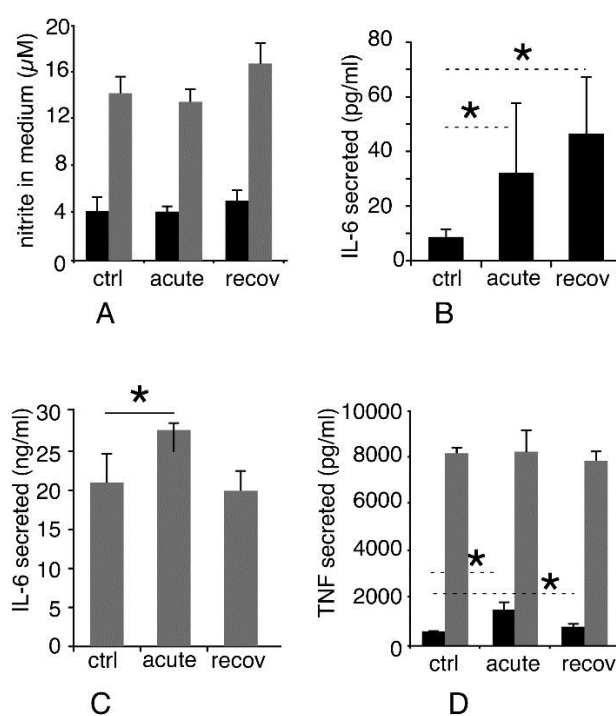 nitrite in medium (µM)
20
16
12
8
4
0
ctrl acute recov
A
IL-6 secreted (pg/ml)
80
60
40
20
0
*
*
ctrl acute recov
B
IL-6 secreted (ng/ml)
30
25
20
15
10
5
0
*
ctrl acute recov
C
TNF secreted (pg/ml)
10000
8000
6000
4000
2000
0
*
*
ctrl acute recov
D